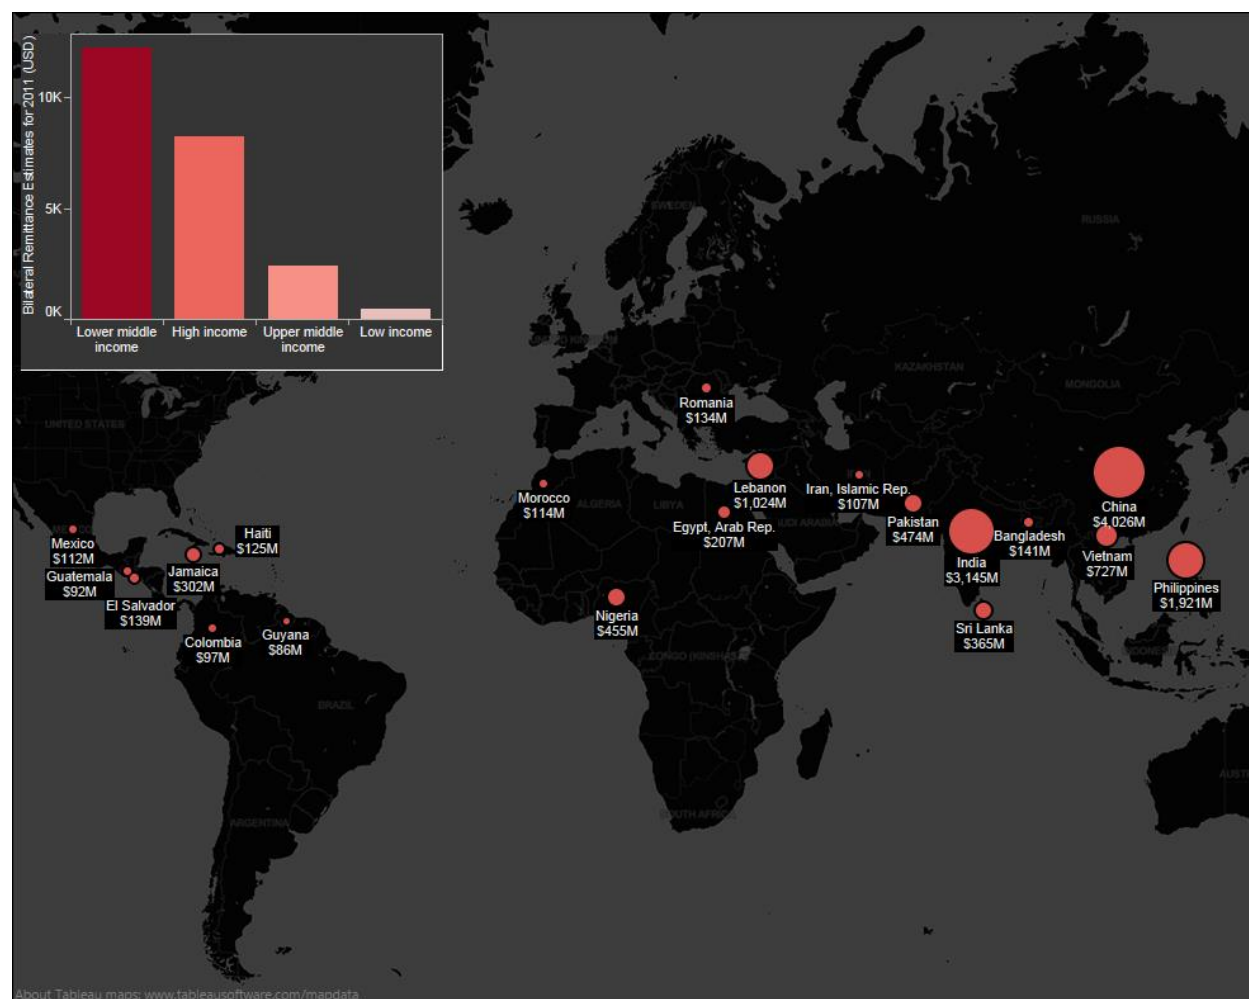 Bilateral Remittance Estimates for 2011 (USD)
10K
5K
0K
Lower middle
income
High income
Upper middle
income
Low income
SWEDEN
RUSSIA
KAZAKHSTAN
MONGOLIA
UNITED STATES
Romania
$134M
Lebanon
$1,024M
Iran, Islamic Rep.
$107M
China
$4,026M
Morocco
$114M
ALGERIA
LIBYA
Egypt, Arab Rep.
$207M
Pakistan
$474M
India
$3,145M
Bangladesh
$141M
Vietnam
$727M
Philippines
$1,921M
Sri Lanka
$365M
Mexico
$112M
Haiti
$125M
Jamaica
$302M
Guatemala
$92M
El Salvador
$139M
Colombia
$97M
Guyana
$86M
Nigeria
$455M
CONGO (KINSHASA)
BRAZIL
ARGENTINA
SOUTH AFRICA
About Tableau maps: www.tableausoftware.com/mapdata